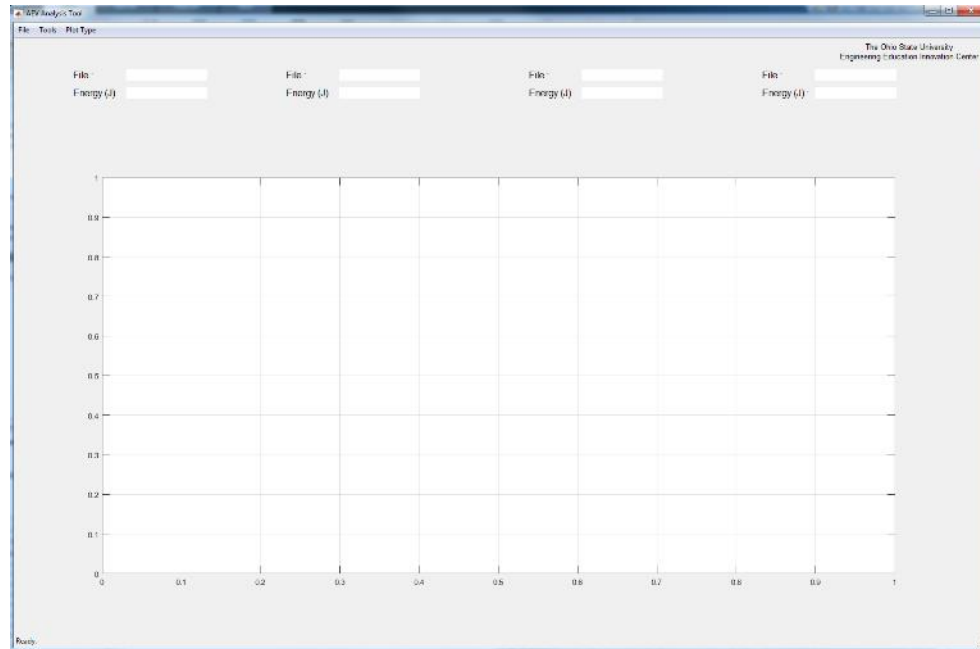 AEV Analysis Tool
File Tools Plot Type
The Ohio State University
Engineering Education Innovation Center
File : File : File : File :
Energy (J) Energy (J) Energy (J) Energy (J) :
1
0.9
0.8
0.7
0.6
0.5
0.4
0.3
0.2
0.1
0
0 0.1 0.2 0.3 0.4 0.5 0.6 0.7 0.8 0.9 1
Ready.